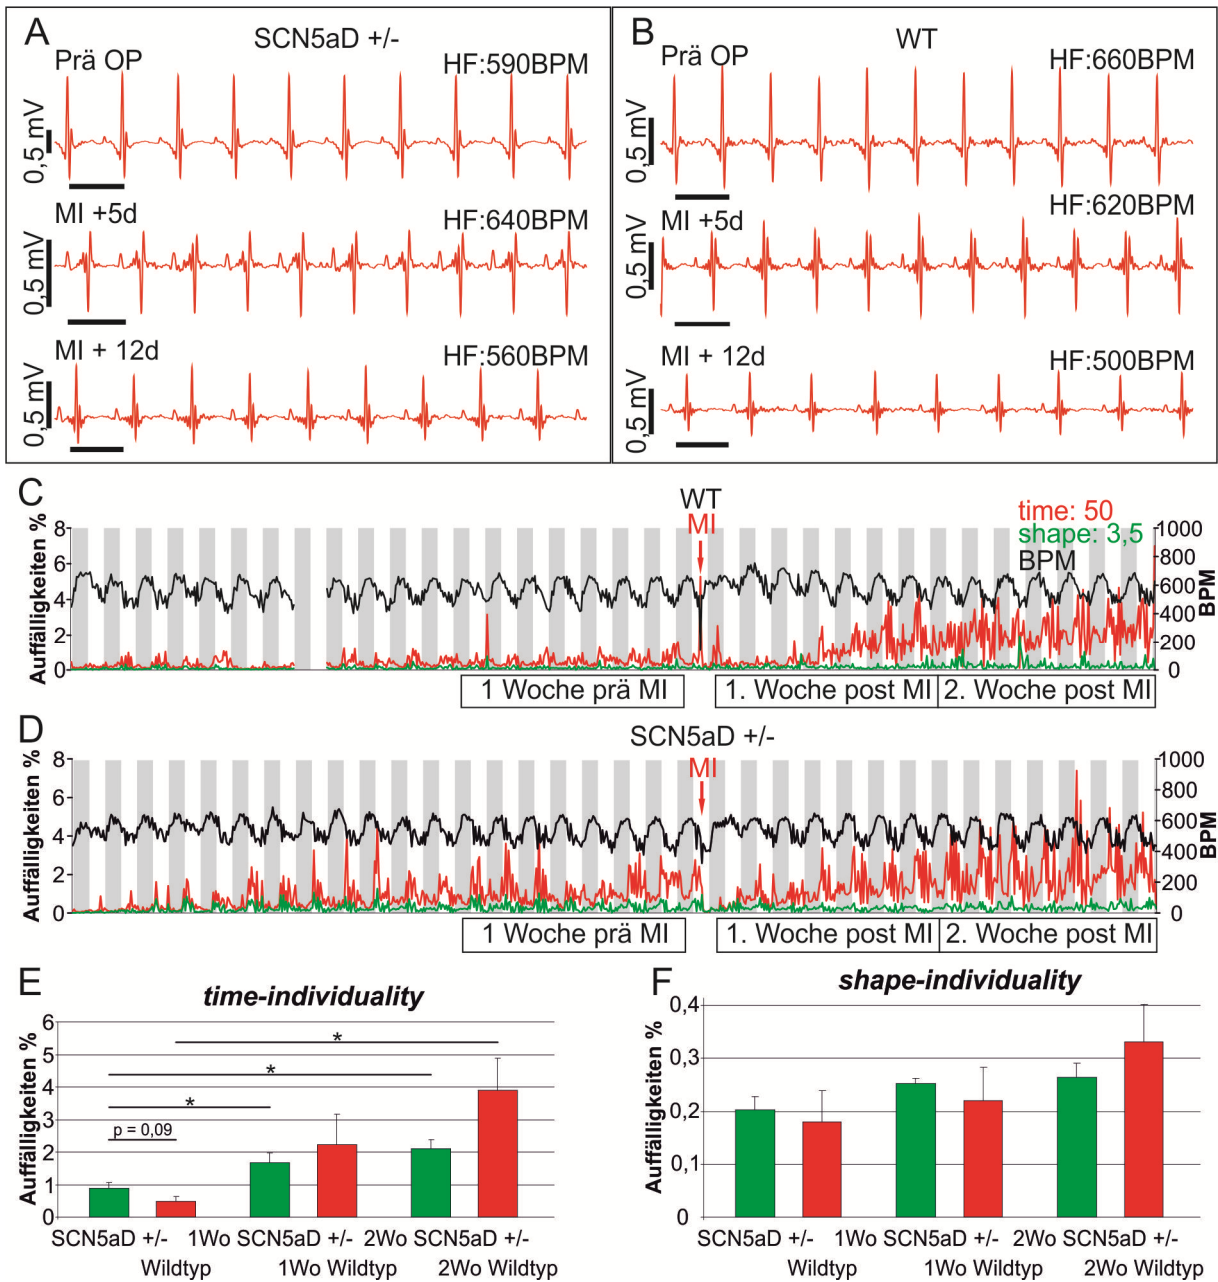 A
SCN5aD +/-
Prä OP
HF:590BPM
0,5 mV
MI +5d
HF:640BPM
0,5 mV
MI + 12d
HF:560BPM
0,5 mV
B
WT
Prä OP
HF:660BPM
0,5 mV
MI +5d
HF:620BPM
0,5 mV
MI + 12d
HF:500BPM
0,5 mV
C
WT
MI
time: 50
shape: 3,5
BPM
Auffälligkeiten %
8
6
4
2
0
1000
800
600
400
200
0
BPM
1 Woche prä MI
1. Woche post MI
2. Woche post MI
D
SCN5aD +/-
MI
Auffälligkeiten %
8
6
4
2
0
1000
800
600
400
200
0
BPM
1 Woche prä MI
1. Woche post MI
2. Woche post MI
E
time-individuality
Auffälligkeiten %
6
5
4
3
2
1
0
*
*
*
p = 0,09
SCN5aD +/- 1Wo SCN5aD +/- 2Wo SCN5aD +/-
Wildtyp 1Wo Wildtyp 2Wo Wildtyp
F
shape-individuality
Auffälligkeiten %
0,4
0,3
0,2
0,1
0
SCN5aD +/- 1Wo SCN5aD +/- 2Wo SCN5aD +/-
Wildtyp 1Wo Wildtyp 2Wo Wildtyp